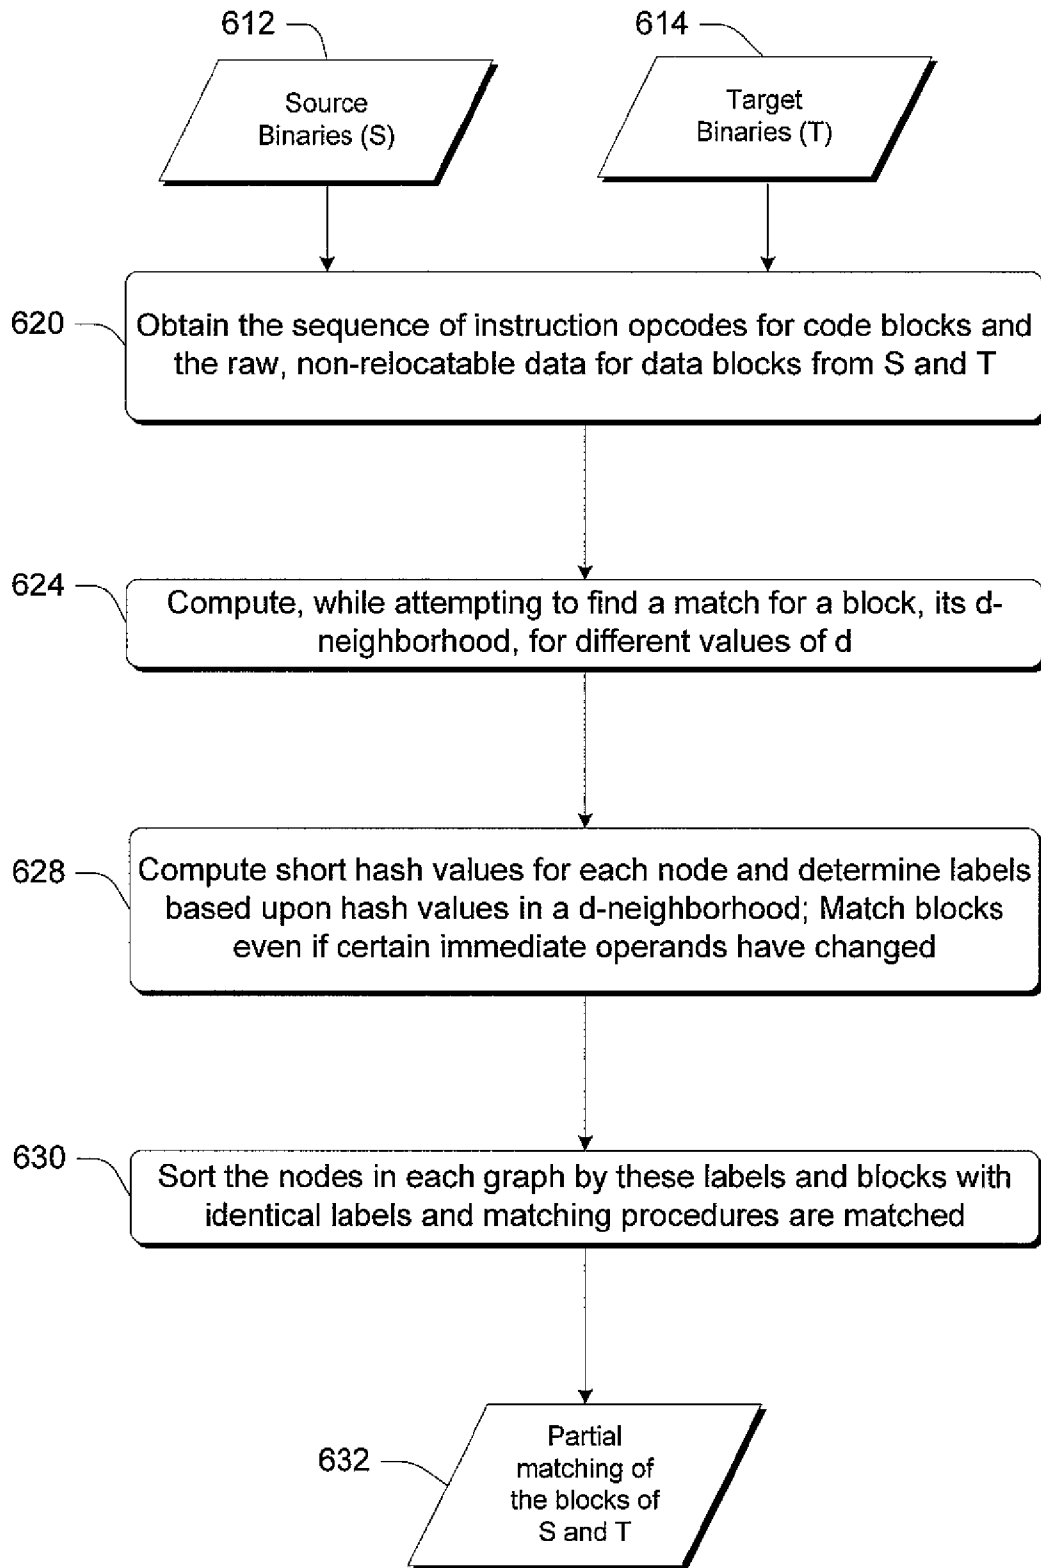 612
614
Source
Binaries (S)
Target
Binaries (T)
620
Obtain the sequence of instruction opcodes for code blocks and
the raw, non-relocatable data for data blocks from S and T
624
Compute, while attempting to find a match for a block, its d-
neighborhood, for different values of d
628
Compute short hash values for each node and determine labels
based upon hash values in a d-neighborhood; Match blocks
even if certain immediate operands have changed
630
Sort the nodes in each graph by these labels and blocks with
identical labels and matching procedures are matched
632
Partial
matching of
the blocks of
S and T